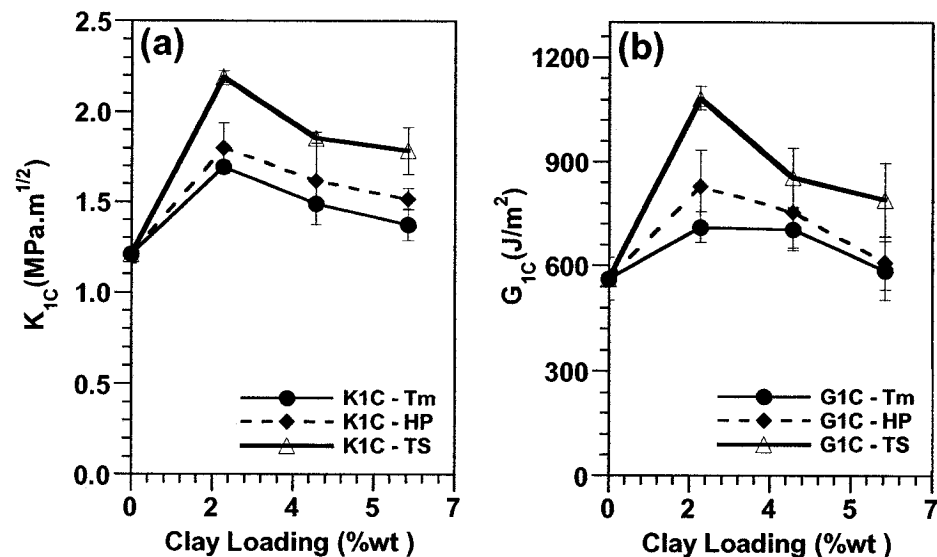 (a)
2.5
2.0
1.5
1.0
0.5
0.0
K1C(MPa.m1/2)
K1C - Tm
K1C - HP
K1C - TS
0 2 4 5 7
Clay Loading (%wt )
(b)
1200
900
600
300
0
G1C(J/m2)
G1C - Tm
G1C - HP
G1C - TS
0 2 4 5 7
Clay Loading (%wt )